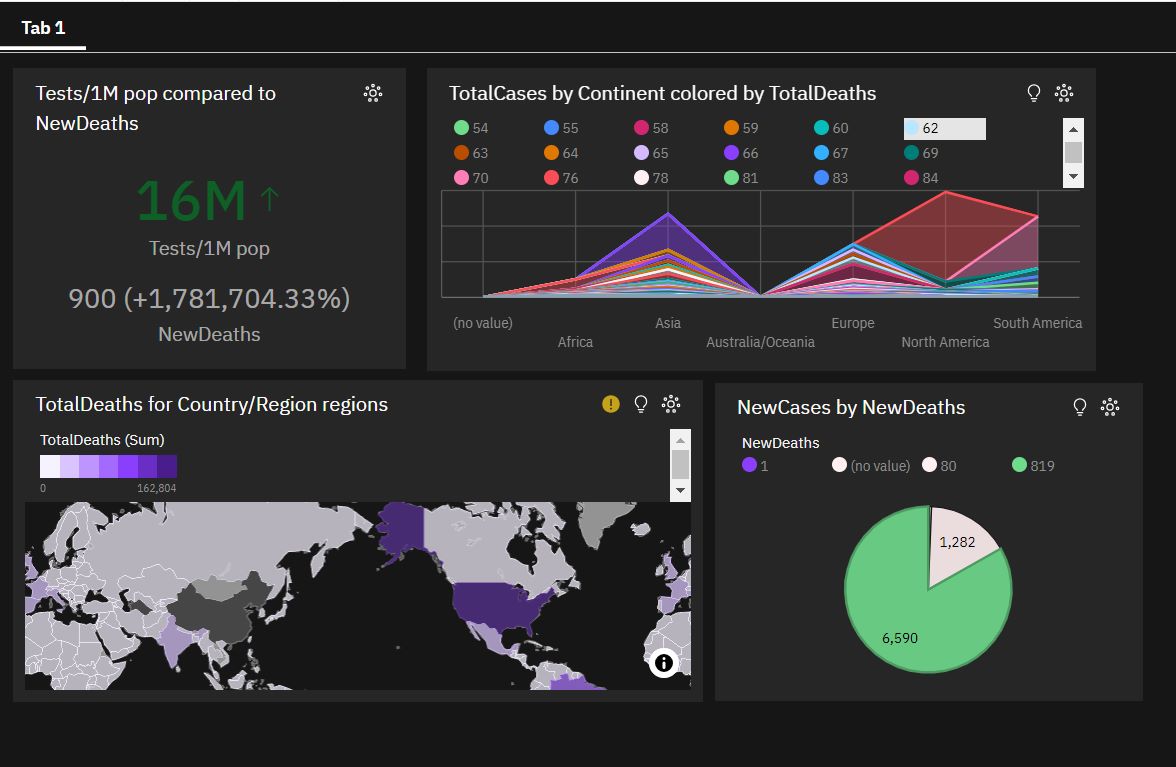 Tab 1
Tests/1M pop compared to
NewDeaths
16M ↑
Tests/1M pop
900 (+1,781,704.33%)
NewDeaths
TotalCases by Continent colored by TotalDeaths
54 55 58 59 60 62
63 64 65 66 67 69
70 76 78 81 83 84
(no value) Asia Europe South America
Africa Australia/Oceania North America
TotalDeaths for Country/Region regions
TotalDeaths (Sum)
0 162,804
NewCases by NewDeaths
NewDeaths
1 (no value) 80 819
1,282
6,590